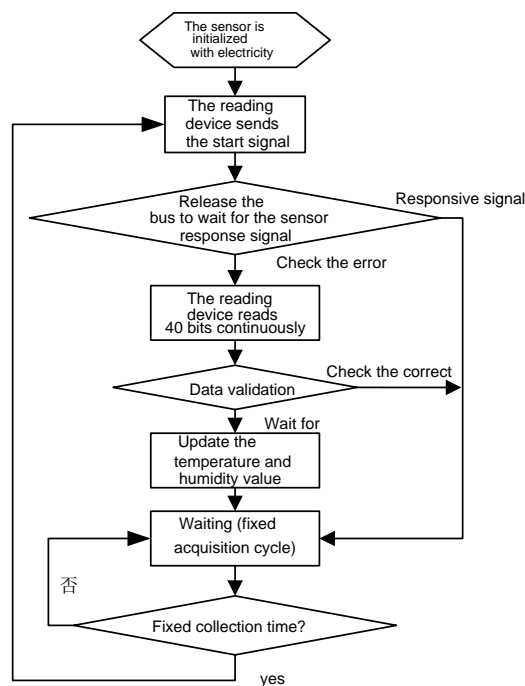 The sensor is
initialized
with electricity
The reading
device sends
the start signal
Release the
bus to wait for the sensor
response signal
Responsive signal
Check the error
The reading
device reads
40 bits continuously
Check the correct
Data validation
Wait for
Update the
temperature and
humidity value
Waiting (fixed
acquisition cycle)
否
Fixed collection time?
yes